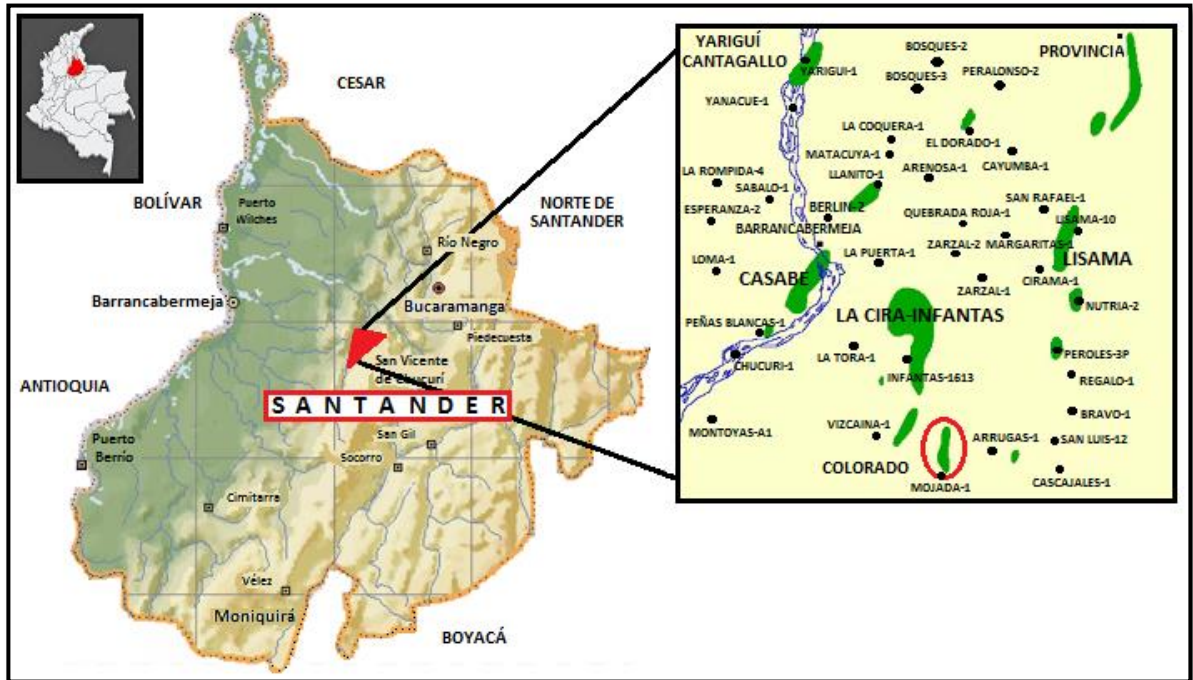 CESAR
BOLÍVAR
Puerto
Wilches
NORTE DE
SANTANDER
Río Negro
Barrancabermeja
Bucaramanga
Piedecuesta
San Vicente
de Chucurí
ANTIOQUIA
SANTANDER
Puerto
Berrío
San Gil
Socorro
Cimitarra
Vélez
Moniquirá
BOYACÁ
YARIGUÍ
CANTAGALLO
YARIGUI-1
BOSQUES-2
PROVINCIA
BOSQUES-3
PERALONSO-2
YANACUE-1
LA COQUERA-1
EL DORADO-1
MATACUYA-1
CAYUMBA-1
LA ROMPIDA-4
LLANITO-1
ARENOSA-1
SABALO-1
SAN RAFAEL-1
ESPERANZA-2
BERLIN-2
QUEBRADA ROJA-1
LISAMA-10
BARRANCABERMEJA
ZARZAL-2
MARGARITAS-1
LOMA-1
LA PUERTA-1
LISAMA
CASABE
CIRAMA-1
ZARZAL-1
NUTRIA-2
LA CIRA-INFANTAS
PEÑAS BLANCAS-1
CHUCURI-1
LA TORA-1
PEROLES-3P
INFANTAS-1613
REGALO-1
MONTOYAS-A1
VIZCAINA-1
BRAVO-1
ARRUGAS-1
SAN LUIS-12
COLORADO
MOJADA-1
CASCAJALES-1